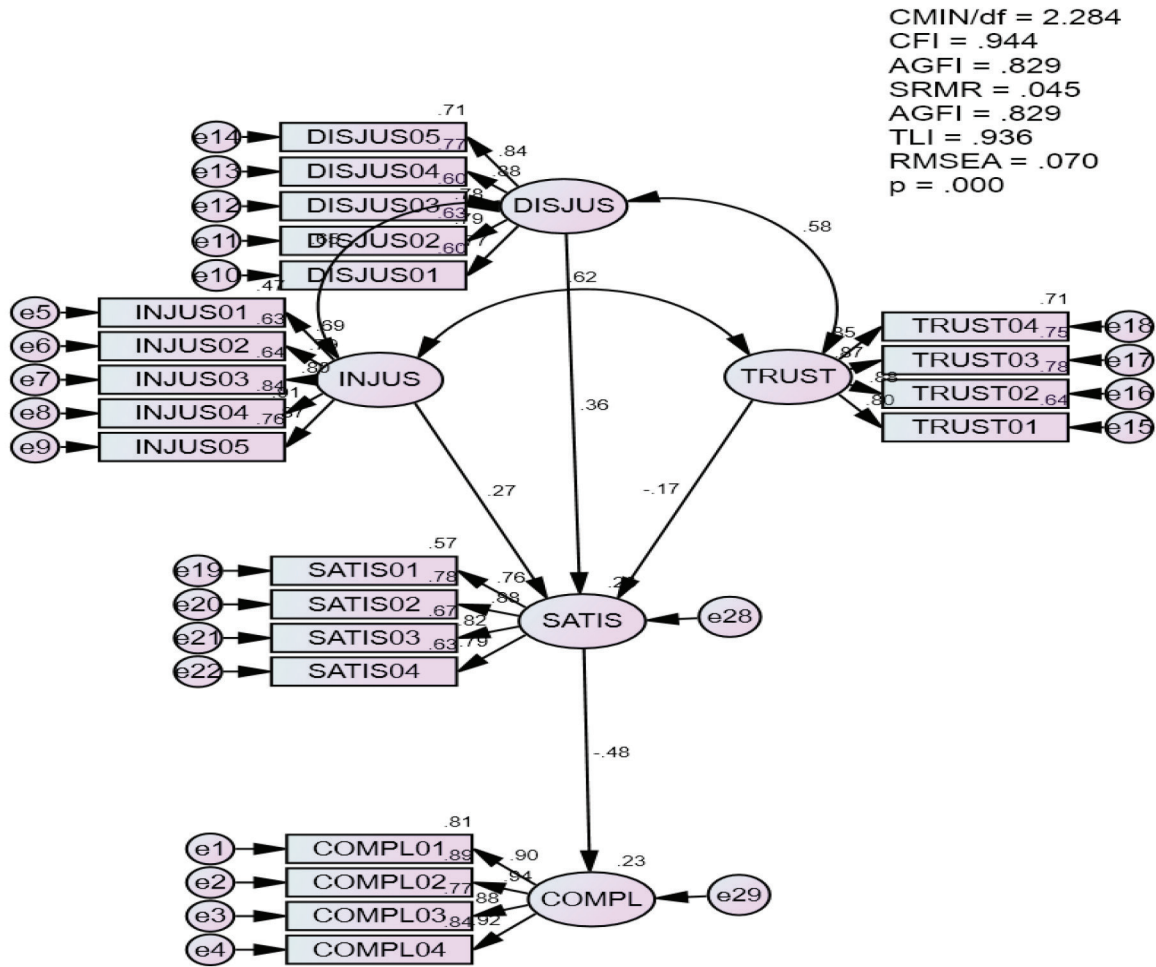 CMIN/df = 2.284
CFI = .944
AGFI = .829
SRMR = .045
AGFI = .829
TLI = .936
RMSEA = .070
p = .000
.71
e14 DISJUS05 .77 .84
e13 DISJUS04 .60 .88
e12 DISJUS03 .63 .78
DISJUS
e11 DISJUS02 .60 .79
e10 DISJUS01
.58
.62
.47
e5 INJUS01 .63 .69
e6 INJUS02 .64
e7 INJUS03 .84 .80
INJUS
e8 INJUS04 .76 .91
e9 INJUS05
.71
.85 TRUST04 .75 e18
.87 TRUST03 .78 e17
TRUST
.88 TRUST02 .64 e16
.80 TRUST01 e15
.36
.27
-.17
.57
e19 SATIS01 .78 .76
e20 SATIS02 .67 .88
e21 SATIS03 .63 .82
SATIS
e28
e22 SATIS04 .79
-.48
.81
e1 COMPL01 .89 .90
.23
e2 COMPL02 .77 .94
COMPL
e29
e3 COMPL03 .84 .88
e4 COMPL04 .92